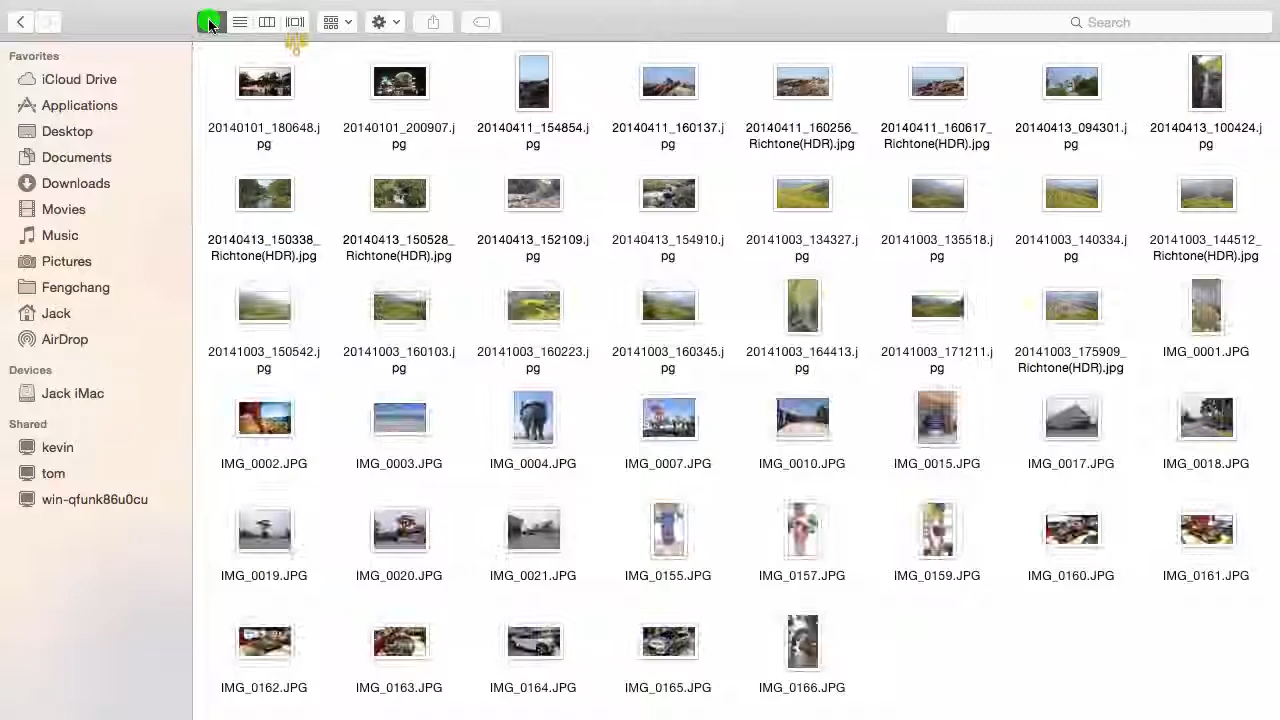 Search
Favorites
iCloud Drive
Applications
Desktop
Documents
Downloads
Movies
Music
Pictures
Fengchang
Jack
AirDrop
Devices
Jack iMac
Shared
kevin
tom
win-qfunk86u0cu
20140101_180648.j
pg
20140101_200907.j
pg
20140411_154854.j
pg
20140411_160137.j
pg
20140411_160256_
Richtone(HDR).jpg
20140411_160617_
Richtone(HDR).jpg
20140413_094301.j
pg
20140413_100424.j
pg
20140413_150338_
Richtone(HDR).jpg
20140413_150528_
Richtone(HDR).jpg
20140413_152109.j
pg
20140413_154910.j
pg
20141003_134327.j
pg
20141003_135518.j
pg
20141003_140334.j
pg
20141003_144512_
Richtone(HDR).jpg
20141003_150542.j
pg
20141003_160103.j
pg
20141003_160223.j
pg
20141003_160345.j
pg
20141003_164413.j
pg
20141003_171211.j
pg
20141003_175909_
Richtone(HDR).jpg
IMG_0001.JPG
IMG_0002.JPG
IMG_0003.JPG
IMG_0004.JPG
IMG_0007.JPG
IMG_0010.JPG
IMG_0015.JPG
IMG_0017.JPG
IMG_0018.JPG
IMG_0019.JPG
IMG_0020.JPG
IMG_0021.JPG
IMG_0155.JPG
IMG_0157.JPG
IMG_0159.JPG
IMG_0160.JPG
IMG_0161.JPG
IMG_0162.JPG
IMG_0163.JPG
IMG_0164.JPG
IMG_0165.JPG
IMG_0166.JPG